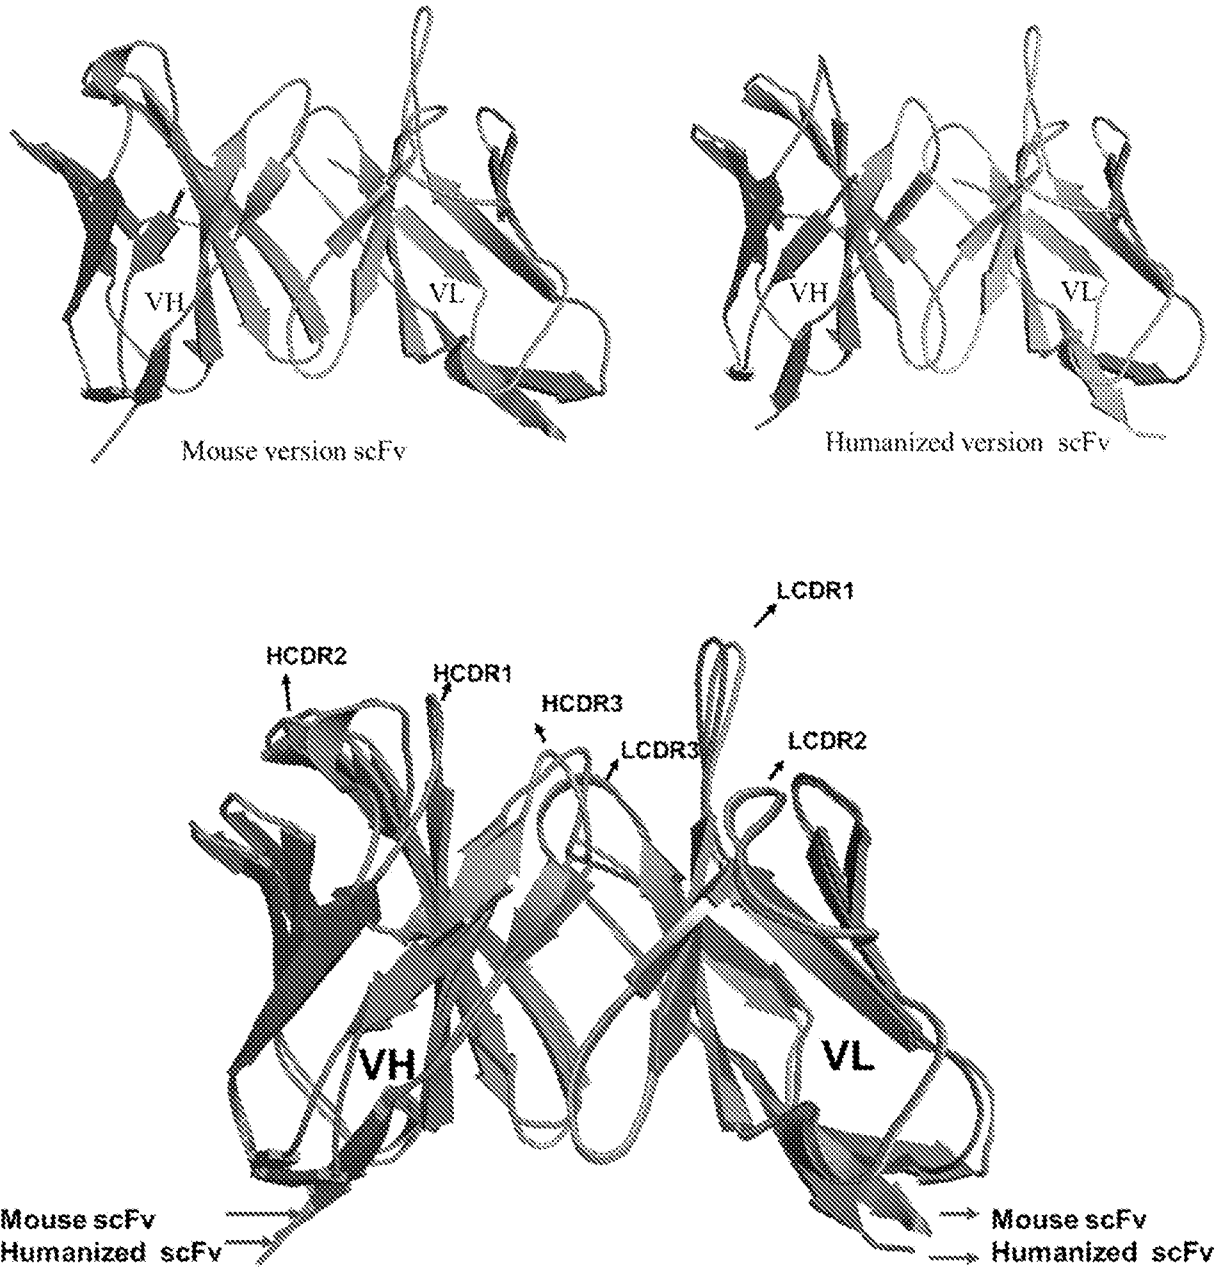 VH
VL
Mouse version scFv
VH
VL
Humanized version scFv
LCDR1
HCDR2
HCDR1
HCDR3
LCDR3
LCDR2
VH
VL
Mouse scFv
Humanized scFv
Mouse scFv
Humanized scFv